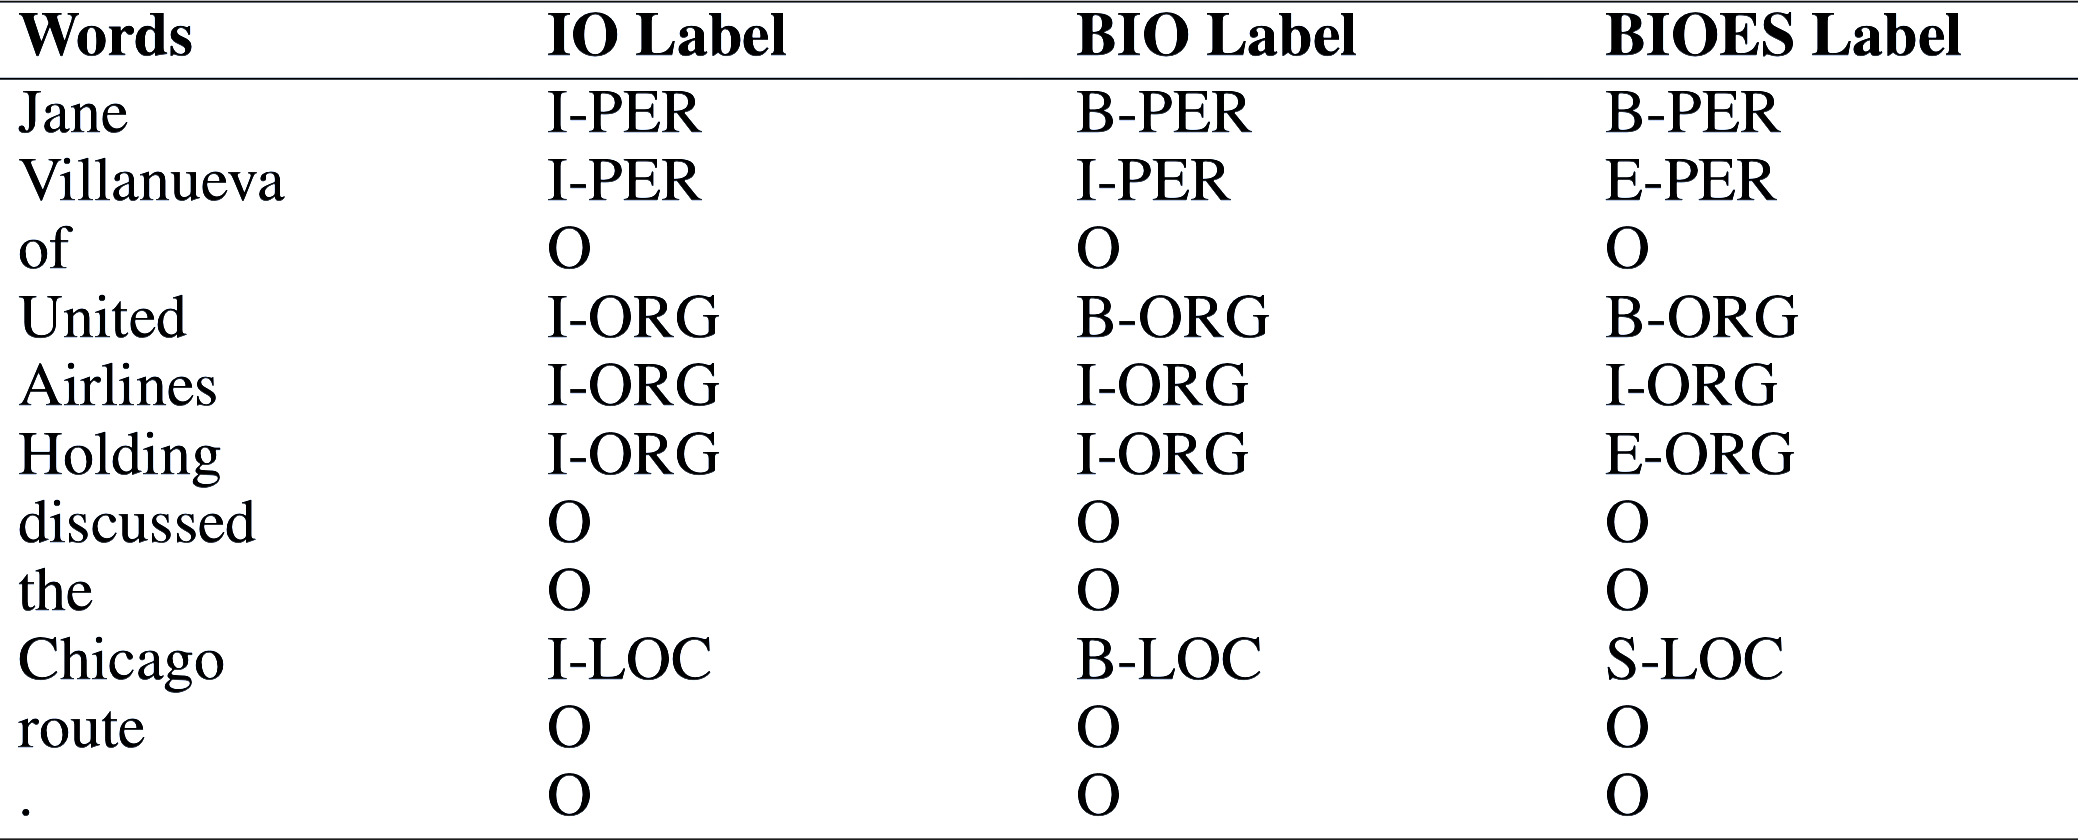 Words IO Label BIO Label BIOES Label
Jane I-PER B-PER B-PER
Villanueva I-PER I-PER E-PER
of O O O
United I-ORG B-ORG B-ORG
Airlines I-ORG I-ORG I-ORG
Holding I-ORG I-ORG E-ORG
discussed O O O
the O O O
Chicago I-LOC B-LOC S-LOC
route O O O
. O O O